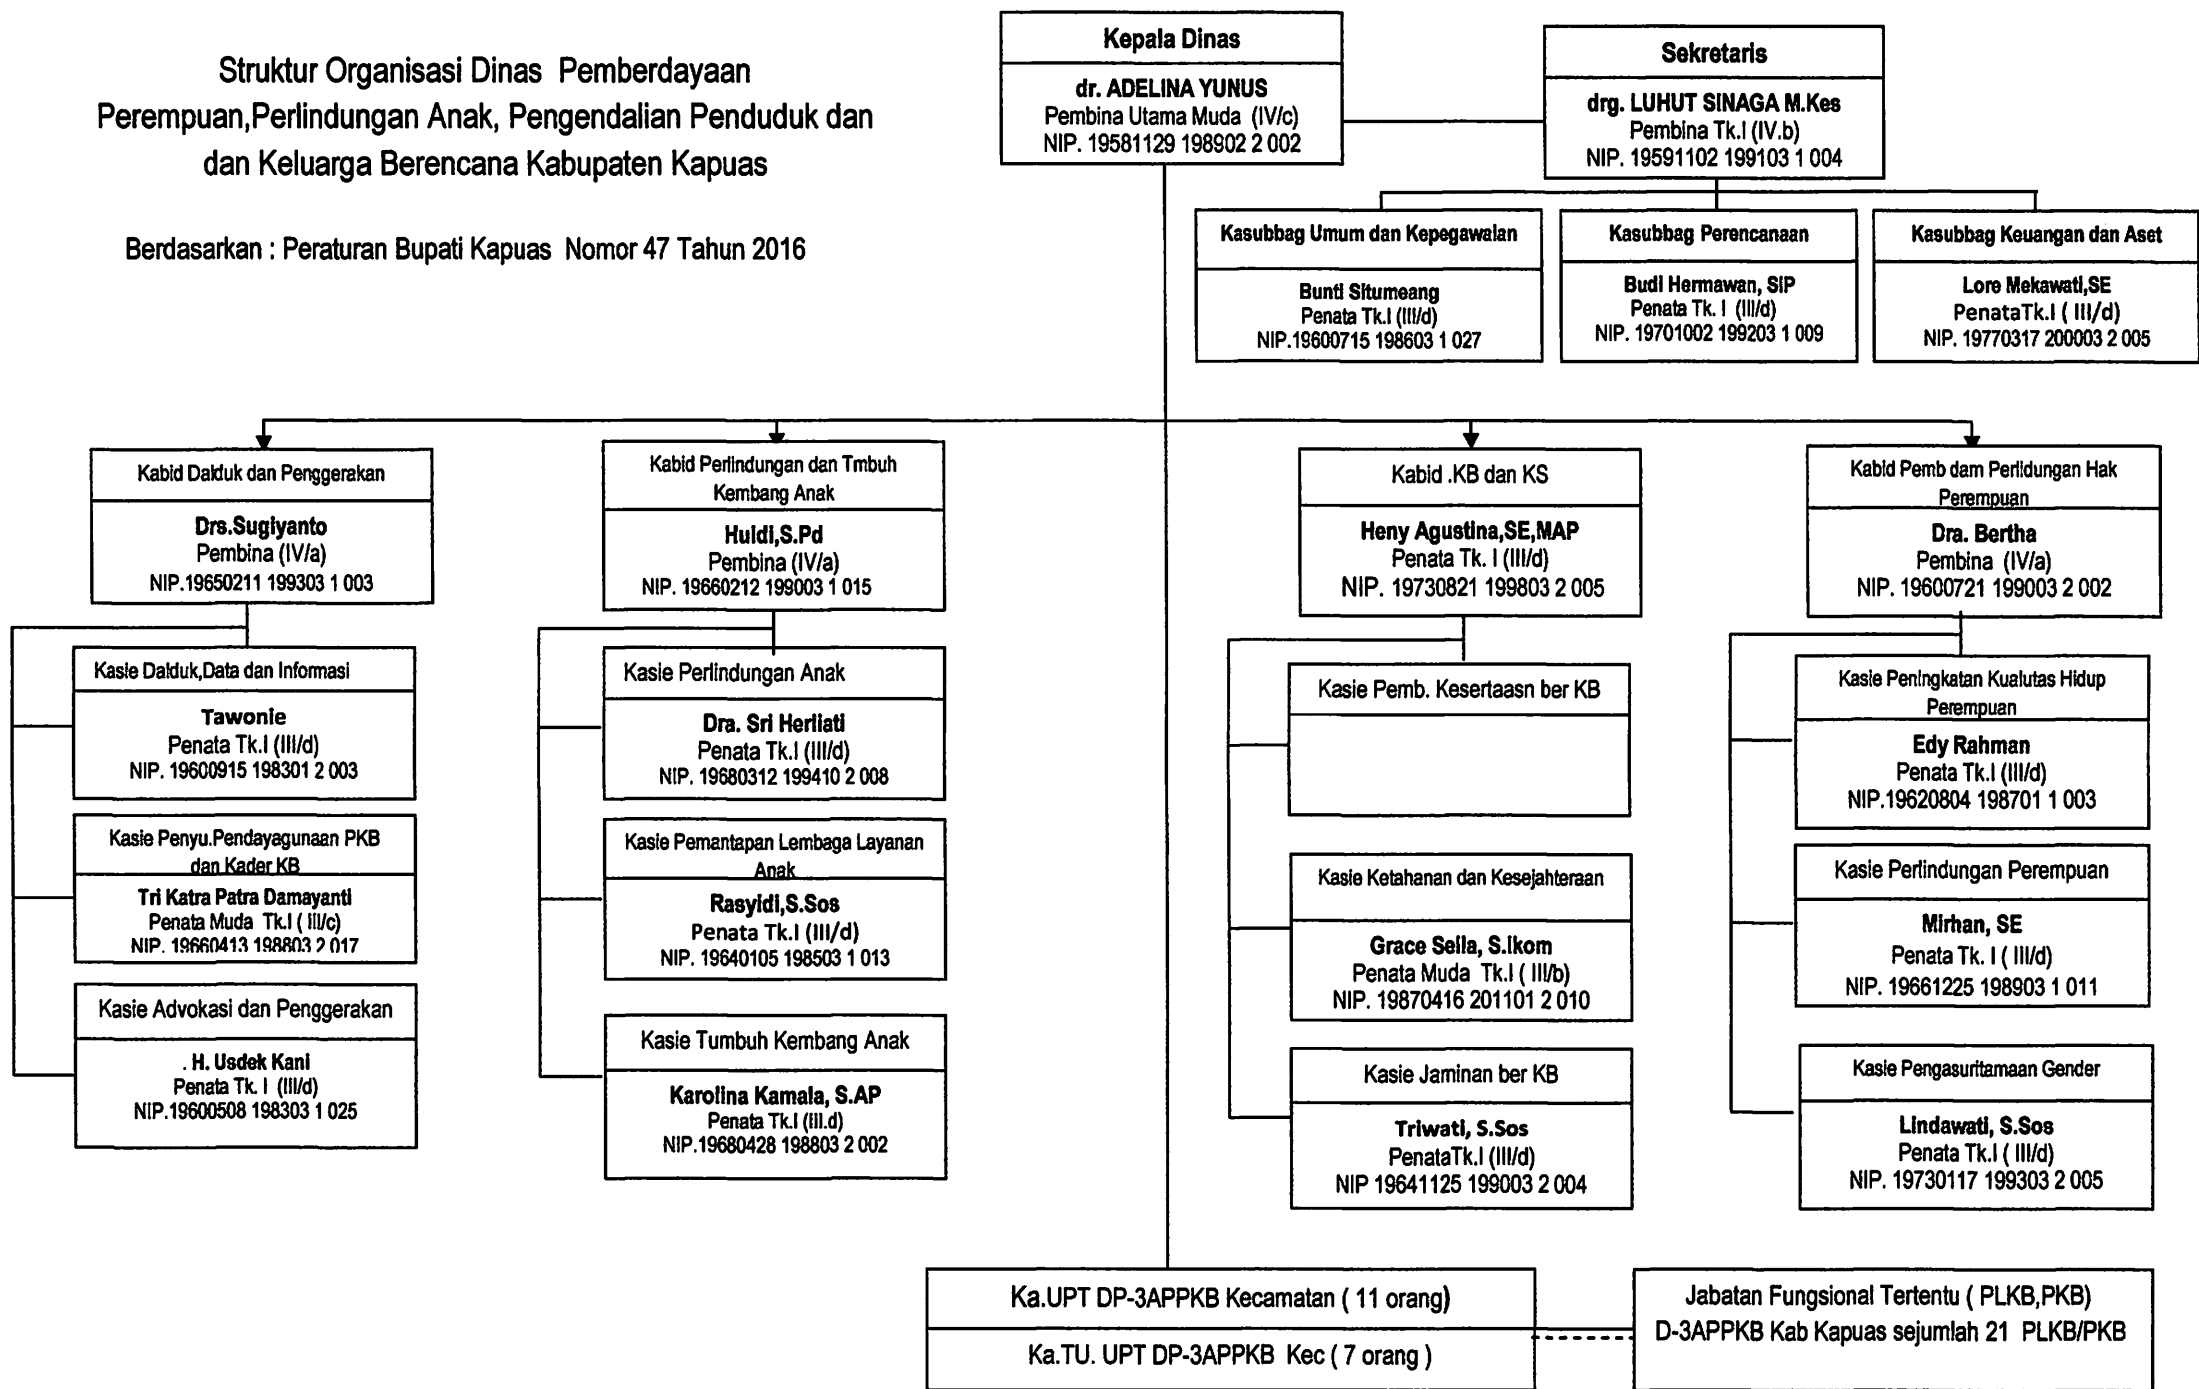 Struktur Organisasi Dinas Pemberdayaan
Perempuan,Perlindungan Anak, Pengendalian Penduduk dan
dan Keluarga Berencana Kabupaten Kapuas
Berdasarkan : Peraturan Bupati Kapuas Nomor 47 Tahun 2016
Kepala Dinas
dr. ADELINA YUNUS
Pembina Utama Muda (IV/c)
NIP. 19581129 198902 2 002
Sekretaris
drg. LUHUT SINAGA M.Kes
Pembina Tk.I (IV.b)
NIP. 19591102 199103 1 004
Kasubbag Umum dan Kepegawaian
Bunti Situmeang
Penata Tk.I (III/d)
NIP.19600715 198603 1 027
Kasubbag Perencanaan
Budi Hermawan, SIP
Penata Tk. I (III/d)
NIP. 19701002 199203 1 009
Kasubbag Keuangan dan Aset
Lore Mekawati,SE
PenataTk.I ( III/d)
NIP. 19770317 200003 2 005
Kabid Dalduk dan Penggerakan
Drs.Sugiyanto
Pembina (IV/a)
NIP.19650211 199303 1 003
Kasie Dalduk,Data dan Informasi
Tawonie
Penata Tk.I (III/d)
NIP. 19600915 198301 2 003
Kasie Penyu.Pendayagunaan PKB
dan Kader KB
Tri Katra Patra Damayanti
Penata Muda Tk.I ( III/c)
NIP. 19660413 198803 2 017
Kasie Advokasi dan Penggerakan
. H. Usdek Kani
Penata Tk. I (III/d)
NIP.19600508 198303 1 025
Kabid Perlindungan dan Tmbuh
Kembang Anak
Huldi,S.Pd
Pembina (IV/a)
NIP. 19660212 199003 1 015
Kasie Perlindungan Anak
Dra. Sri Herliati
Penata Tk.I (III/d)
NIP. 19680312 199410 2 008
Kasie Pemantapan Lembaga Layanan
Anak
Rasyidi,S.Sos
Penata Tk.I (III/d)
NIP. 19640105 198503 1 013
Kasie Tumbuh Kembang Anak
Karolina Kamala, S.AP
Penata Tk.I (III.d)
NIP.19680428 198803 2 002
Kabid .KB dan KS
Heny Agustina,SE,MAP
Penata Tk. I (III/d)
NIP. 19730821 199803 2 005
Kasie Pemb. Kesertaasn ber KB
Kasie Ketahanan dan Kesejahteraan
Grace Seila, S.Ikom
Penata Muda Tk.I ( III/b)
NIP. 19870416 201101 2 010
Kasie Jaminan ber KB
Triwati, S.Sos
PenataTk.I (III/d)
NIP 19641125 199003 2 004
Kabid Pemb dam Perlidungan Hak
Perempuan
Dra. Bertha
Pembina (IV/a)
NIP. 19600721 199003 2 002
Kasie Peningkatan Kualutas Hidup
Perempuan
Edy Rahman
Penata Tk.I (III/d)
NIP.19620804 198701 1 003
Kasie Perlindungan Perempuan
Mirhan, SE
Penata Tk. I ( III/d)
NIP. 19661225 198903 1 011
Kasie Pengasuritamaan Gender
Lindawati, S.Sos
Penata Tk.I ( III/d)
NIP. 19730117 199303 2 005
Ka.UPT DP-3APPKB Kecamatan ( 11 orang)
Ka.TU. UPT DP-3APPKB Kec ( 7 orang )
Jabatan Fungsional Tertentu ( PLKB,PKB)
D-3APPKB Kab Kapuas sejumlah 21 PLKB/PKB